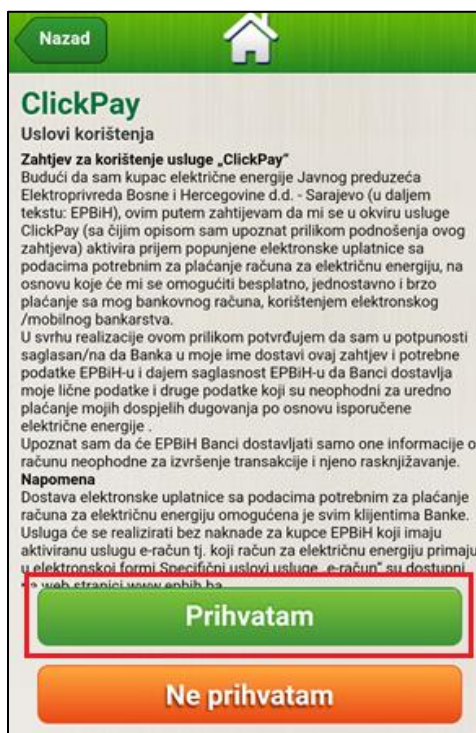 Nazad
ClickPay
Uslovi korištenja
Zahtjev za korištenje usluge „ClickPay“
Budući da sam kupac električne energije Javnog preduzeća
Elektroprivreda Bosne i Hercegovine d.d. - Sarajevo (u daljem
tekstu: EPBiH), ovim putem zahtijevam da mi se u okviru usluge
ClickPay (sa čijim opisom sam upoznat prilikom podnošenja ovog
zahtjeva) aktivira prijem popunjene elektronske uplatnice sa
podacima potrebnim za plaćanje računa za električnu energiju, na
osnovu koje će mi se omogućiti besplatno, jednostavno i brzo
plaćanje sa mog bankovnog računa, korištenjem elektronskog
/mobilnog bankarstva.
U svrhu realizacije ovom prilikom potvrđujem da sam u potpunosti
saglasan/na da Banka u moje ime dostavi ovaj zahtjev i potrebne
podatke EPBiH-u i dajem saglasnost EPBiH-u da Banci dostavlja
moje lične podatke i druge podatke koji su neophodni za uredno
plaćanje mojih dospjelih dugovanja po osnovu isporučene
električne energije .
Upoznat sam da će EPBiH Banci dostavljati samo one informacije o
računu neophodne za izvršenje transakcije i njeno rasknjižavanje.
Napomena
Dostava elektronske uplatnice sa podacima potrebnim za plaćanje
računa za električnu energiju omogućena je svim klijentima Banke.
Usluga će se realizirati bez naknade za kupce EPBiH koji imaju
aktiviranu uslugu e-račun tj. koji račun za električnu energiju primaju
u elektronskoj formi Specifični uslovi usluge „e-račun“ su dostupni
na web stranici www.epbih.ba
Prihvatam
Ne prihvatam